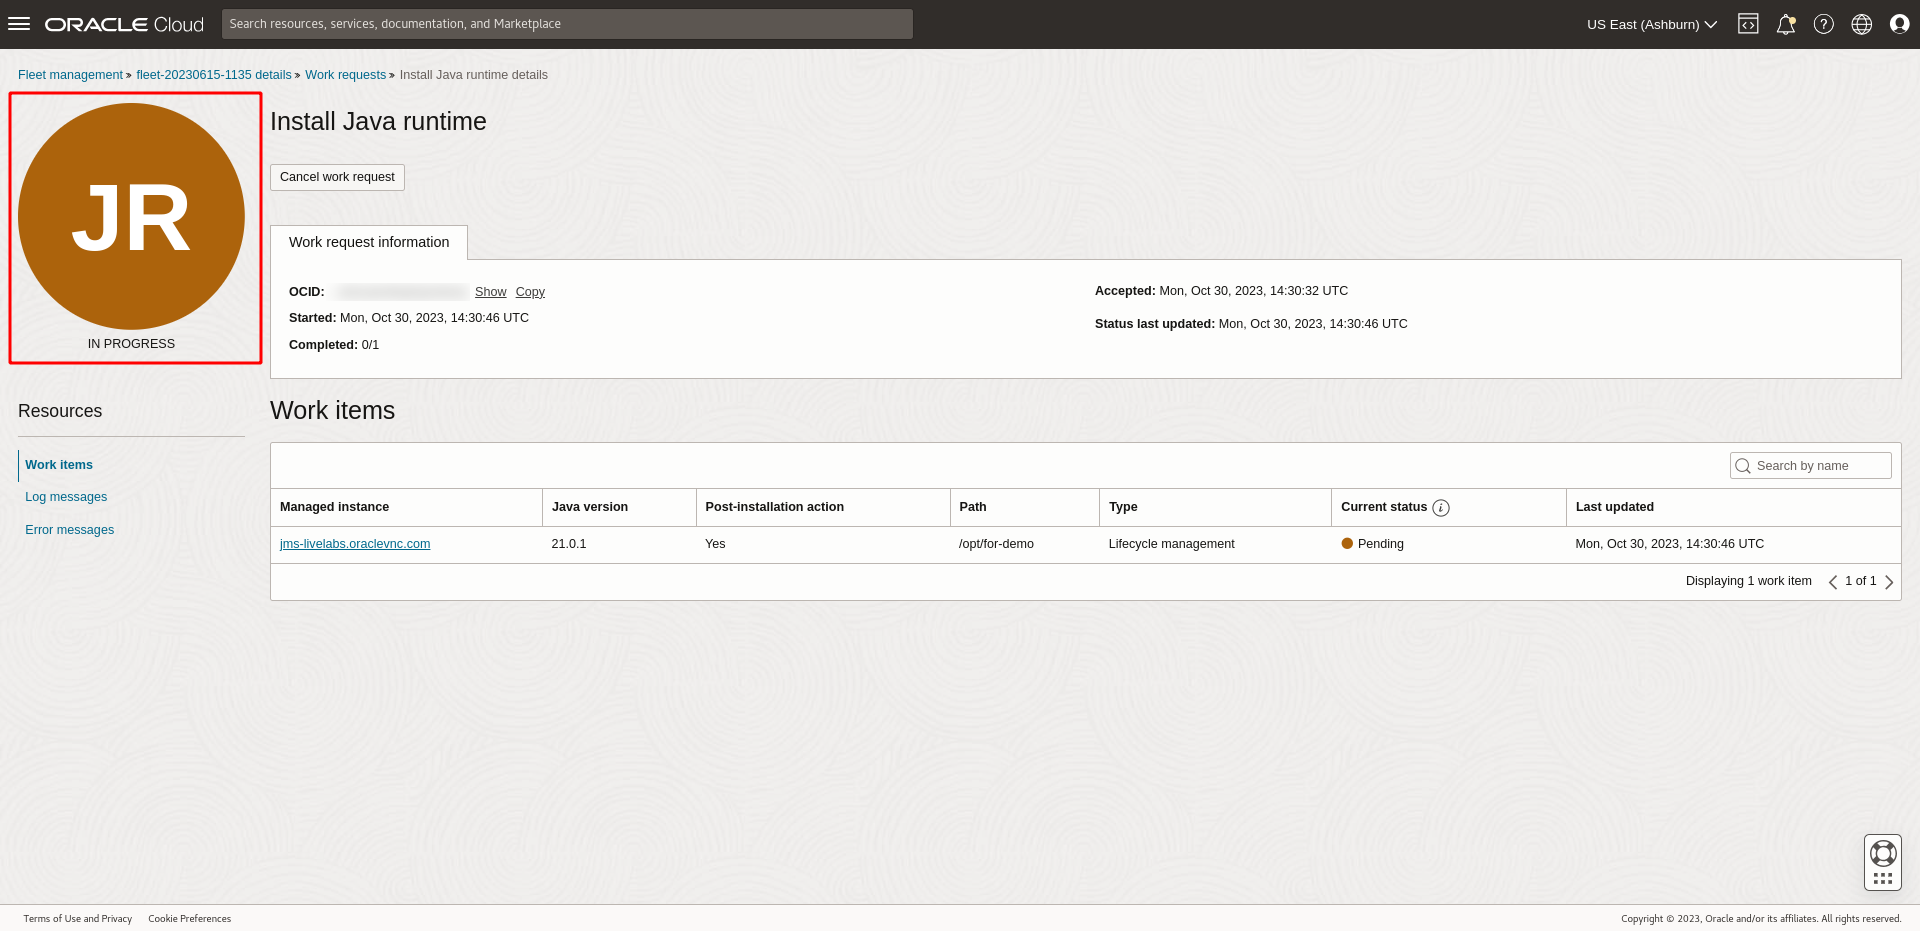 ORACLE Cloud
Search resources, services, documentation, and Marketplace
US East (Ashburn)
Fleet management » fleet-20230615-1135 details » Work requests » Install Java runtime details
JR
IN PROGRESS
Install Java runtime
Cancel work request
Work request information
OCID: Show Copy
Started: Mon, Oct 30, 2023, 14:30:46 UTC
Completed: 0/1
Accepted: Mon, Oct 30, 2023, 14:30:32 UTC
Status last updated: Mon, Oct 30, 2023, 14:30:46 UTC
Resources
Work items
Log messages
Error messages
Work items
Search by name
Managed instance Java version Post-installation action Path Type Current status Last updated
jms-livelabs.oraclevnc.com 21.0.1 Yes /opt/for-demo Lifecycle management Pending Mon, Oct 30, 2023, 14:30:46 UTC
Displaying 1 work item 1 of 1
Terms of Use and Privacy Cookie Preferences
Copyright © 2023, Oracle and/or its affiliates. All rights reserved.